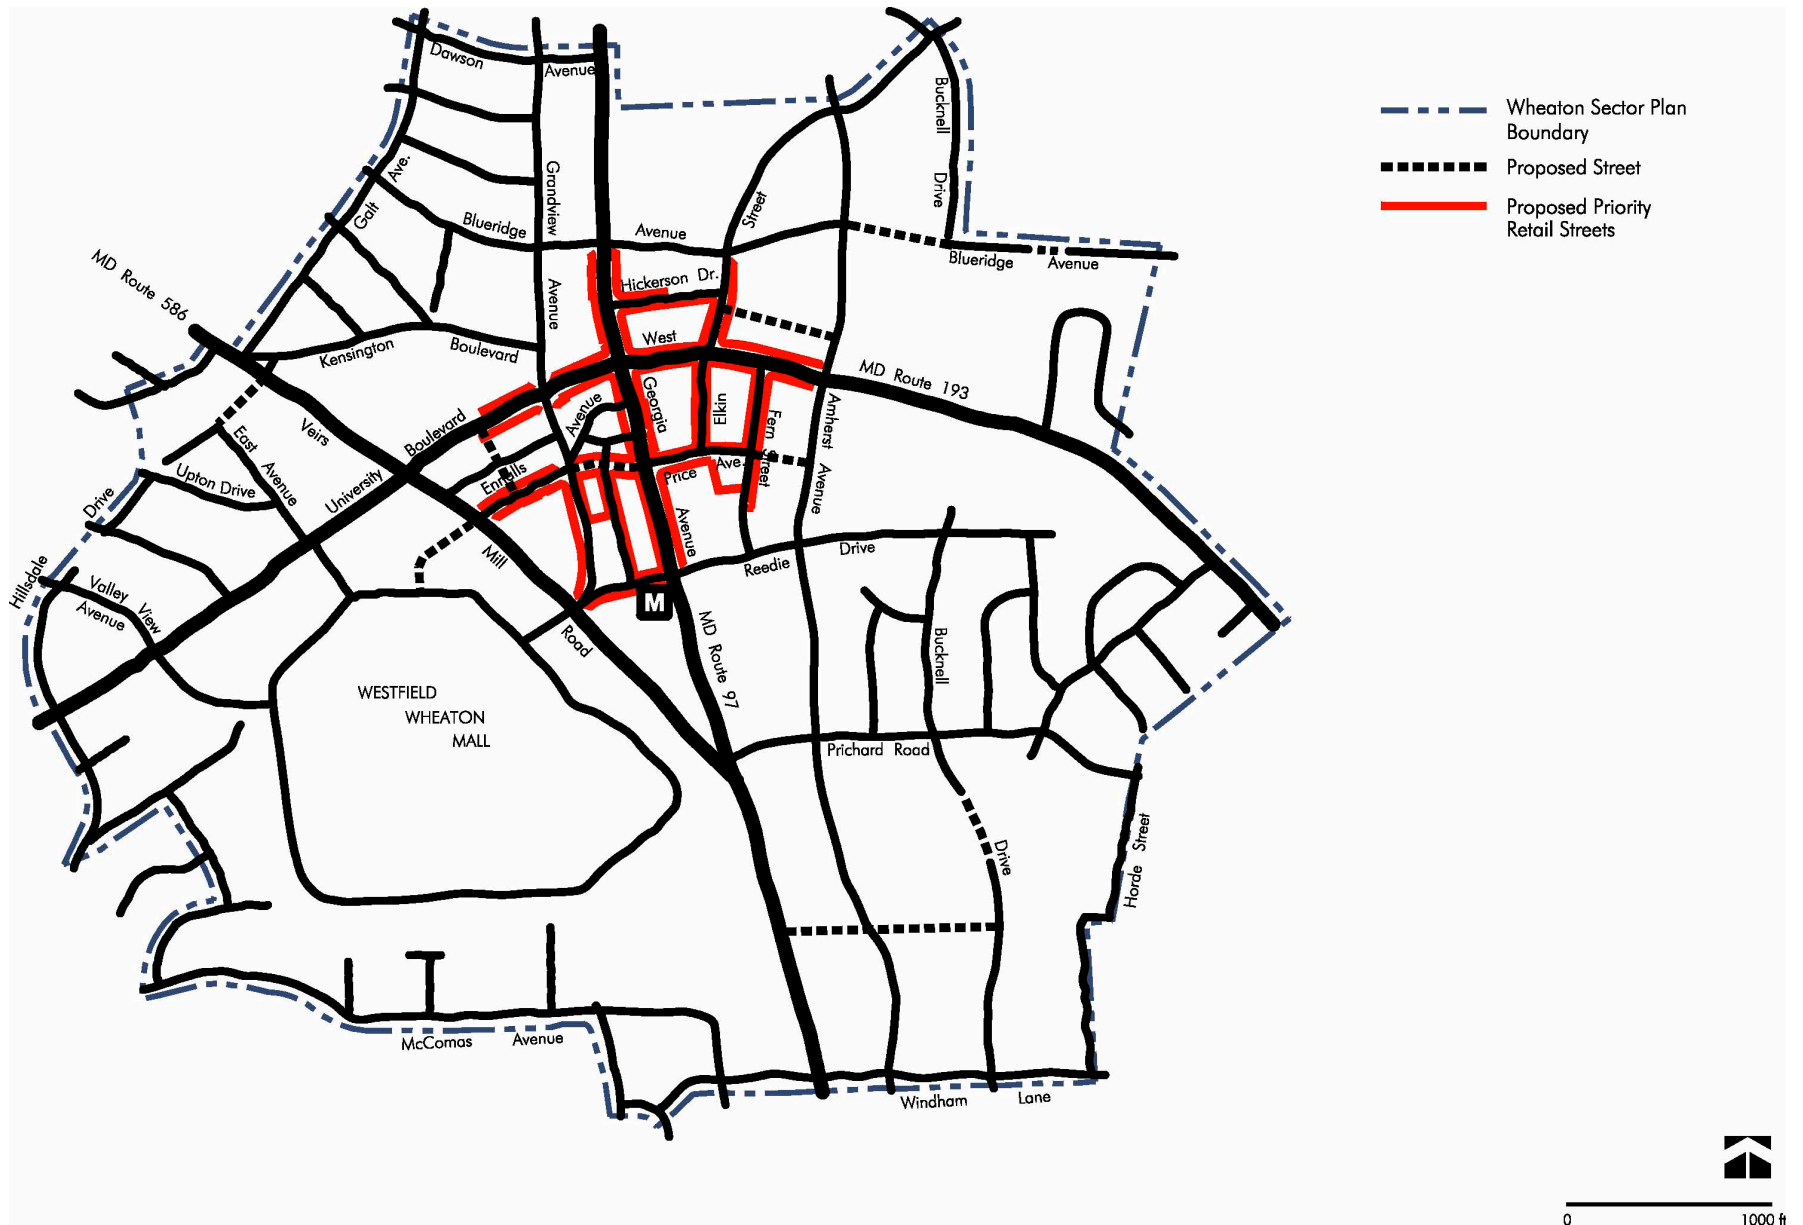 Dawson
Avenue
Bucknell
Drive
Wheaton Sector Plan
Boundary
Proposed Street
Proposed Priority
Retail Streets
Galt
Ave.
Grandview
Avenue
Blueridge
Avenue
Street
Blueridge
Avenue
MD Route 586
Hickerson Dr.
West
Kensington
Boulevard
MD Route 193
Georgia
Avenue
Elkin
Fern Street
Amherst
Avenue
Avenue
Veirs
Mill
Road
University
Boulevard
East
Avenue
Upton Drive
Ennalls
Price
Ave.
Hillsdale
Drive
Valley View
Avenue
Reedie
Drive
M
MD Route 97
Bucknell
Drive
WESTFIELD
WHEATON
MALL
Prichard Road
Horde Street
McComas
Avenue
Windham
Lane
0
1000 ft